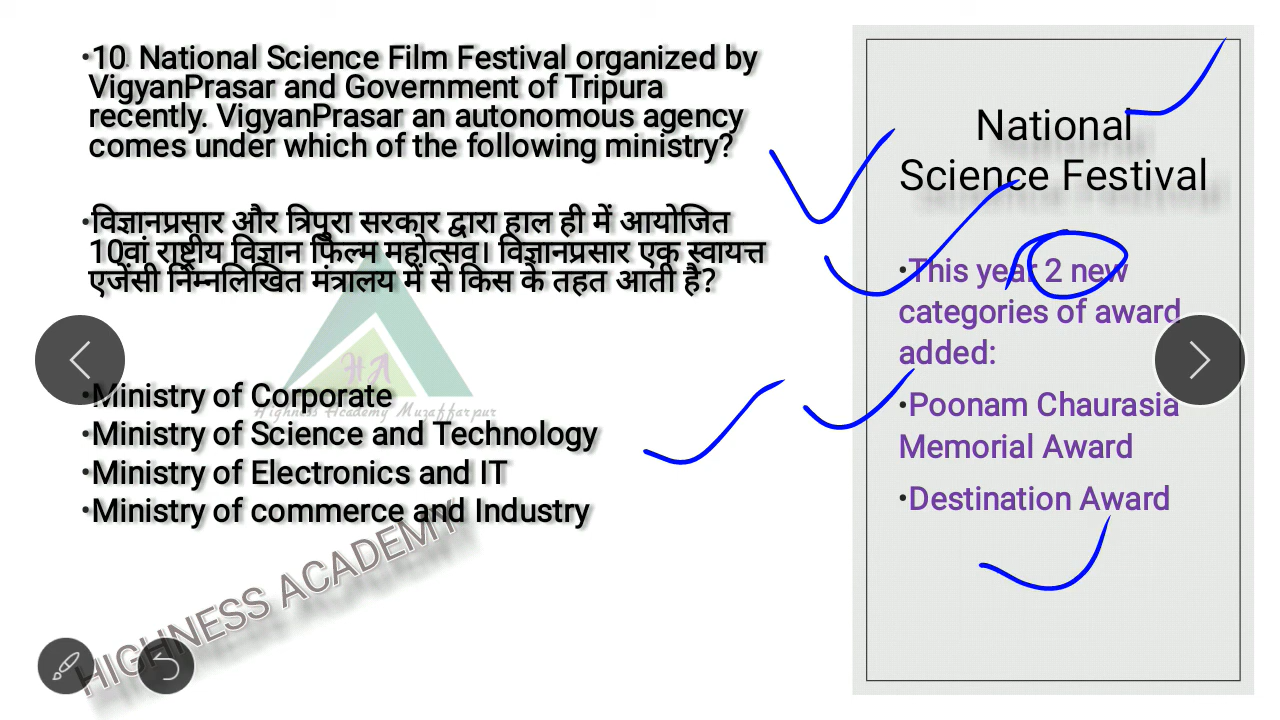 •10 National Science Film Festival organized by
VigyanPrasar and Government of Tripura
recently. VigyanPrasar an autonomous agency
comes under which of the following ministry?
•विज्ञानप्रसार और त्रिपुरा सरकार द्वारा हाल ही में आयोजित
10वां राष्ट्रीय विज्ञान फिल्म महोत्सव। विज्ञानप्रसार एक स्वायत्त
एजेंसी निम्नलिखित मंत्रालय में से किस के तहत आती है?
•Ministry of Corporate
•Ministry of Science and Technology
•Ministry of Electronics and IT
•Ministry of commerce and Industry
HA
Highness Academy Muzaffarpur
HIGHNESS ACADEMY
National
Science Festival
•This year 2 new
categories of award
added:
•Poonam Chaurasia
Memorial Award
•Destination Award